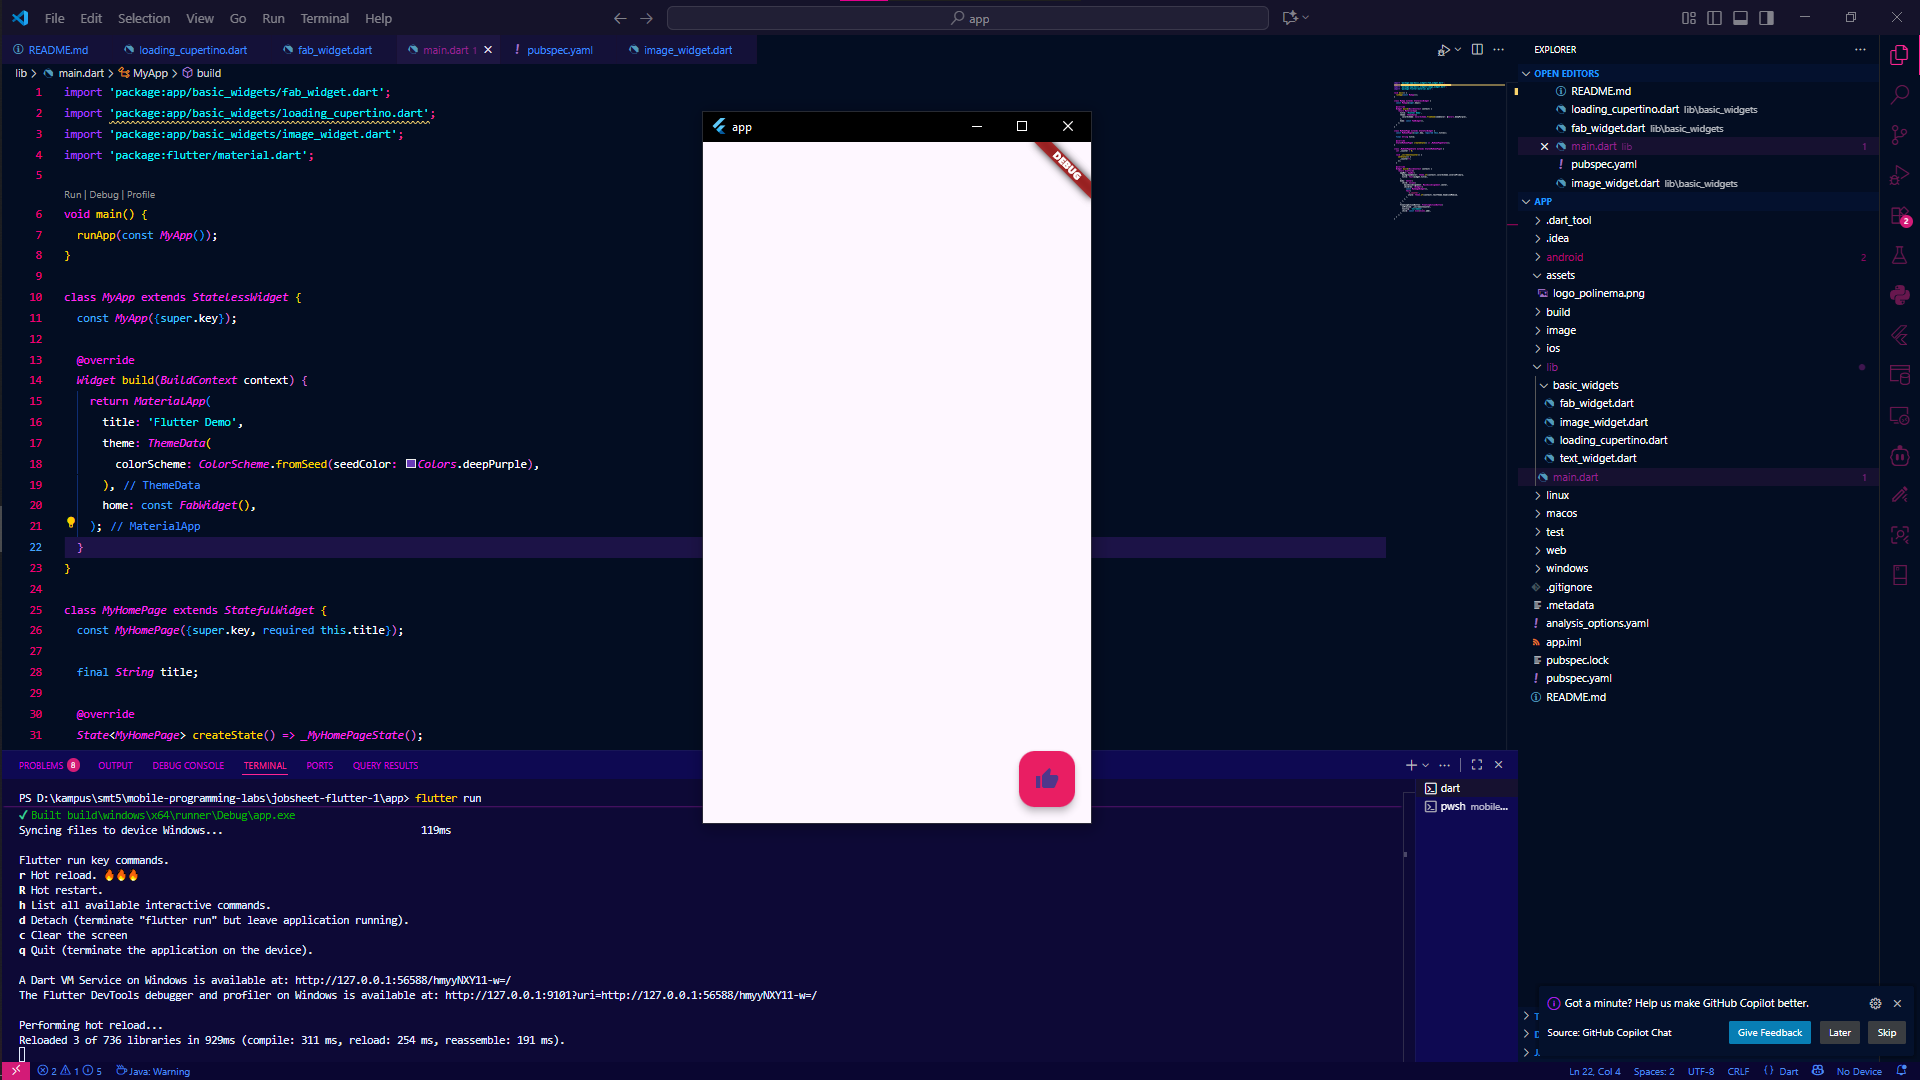 File Edit Selection View Go Run Terminal Help
app
README.md loading_cupertino.dart fab_widget.dart main.dart 1 pubspec.yaml image_widget.dart
lib > main.dart > MyApp > build
1 import 'package:app/basic_widgets/fab_widget.dart';
2 import 'package:app/basic_widgets/loading_cupertino.dart';
3 import 'package:app/basic_widgets/image_widget.dart';
4 import 'package:flutter/material.dart';
5
Run | Debug | Profile
6 void main() {
7 runApp(const MyApp());
8 }
9
10 class MyApp extends StatelessWidget {
11 const MyApp({super.key});
12
13 @override
14 Widget build(BuildContext context) {
15 return MaterialApp(
16 title: 'Flutter Demo',
17 theme: ThemeData(
18 colorScheme: ColorScheme.fromSeed(seedColor: Colors.deepPurple),
19 ), // ThemeData
20 home: const FabWidget(),
21 ); // MaterialApp
22 }
23 }
24
25 class MyHomePage extends StatefulWidget {
26 const MyHomePage({super.key, required this.title});
27
28 final String title;
29
30 @override
31 State<MyHomePage> createState() => _MyHomePageState();
app
DEBUG
PROBLEMS 8 OUTPUT DEBUG CONSOLE TERMINAL PORTS QUERY RESULTS
PS D:\kampus\smt5\mobile-programming-labs\jobsheet-flutter-1\app> flutter run
✓ Built build\windows\x64\runner\Debug\app.exe
Syncing files to device Windows... 119ms
Flutter run key commands.
r Hot reload. 🔥🔥🔥
R Hot restart.
h List all available interactive commands.
d Detach (terminate "flutter run" but leave application running).
c Clear the screen
q Quit (terminate the application on the device).
A Dart VM Service on Windows is available at: http://127.0.0.1:56588/hmyyNXY11-w=/
The Flutter DevTools debugger and profiler on Windows is available at: http://127.0.0.1:9101?uri=http://127.0.0.1:56588/hmyyNXY11-w=/
Performing hot reload...
Reloaded 3 of 736 libraries in 929ms (compile: 311 ms, reload: 254 ms, reassemble: 191 ms).
dart
pwsh mobile...
EXPLORER
OPEN EDITORS
README.md
loading_cupertino.dart lib\basic_widgets
fab_widget.dart lib\basic_widgets
main.dart lib 1
pubspec.yaml
image_widget.dart lib\basic_widgets
APP
.dart_tool
.idea
android 2
assets
logo_polinema.png
build
image
ios
lib
basic_widgets
fab_widget.dart
image_widget.dart
loading_cupertino.dart
text_widget.dart
main.dart 1
linux
macos
test
web
windows
.gitignore
.metadata
analysis_options.yaml
app.iml
pubspec.lock
pubspec.yaml
README.md
2
Got a minute? Help us make GitHub Copilot better.
Source: GitHub Copilot Chat Give Feedback Later Skip
2 1 5 Java: Warning
Ln 22, Col 4 Spaces: 2 UTF-8 CRLF {} Dart No Device